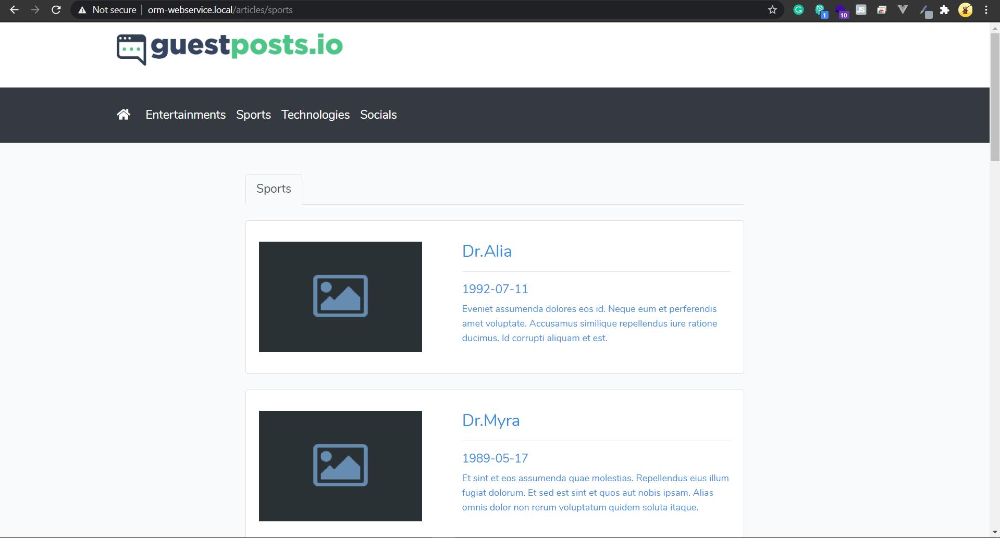 Not secure | orm-webservice.local/articles/sports
1
10
JS
guestposts.io
Entertainments Sports Technologies Socials
Sports
Dr.Alia
1992-07-11
Eveniet assumenda dolores eos id. Neque eum et perferendis
amet voluptate. Accusamus similique repellendus iure ratione
ducimus. Id corrupti aliquam et est.
Dr.Myra
1989-05-17
Et sint et eos assumenda quae molestias. Repellendus eius illum
fugiat dolorum. Et sed est sint et quos aut nobis ipsam. Alias
omnis dolor non rerum voluptatum quidem soluta itaque.